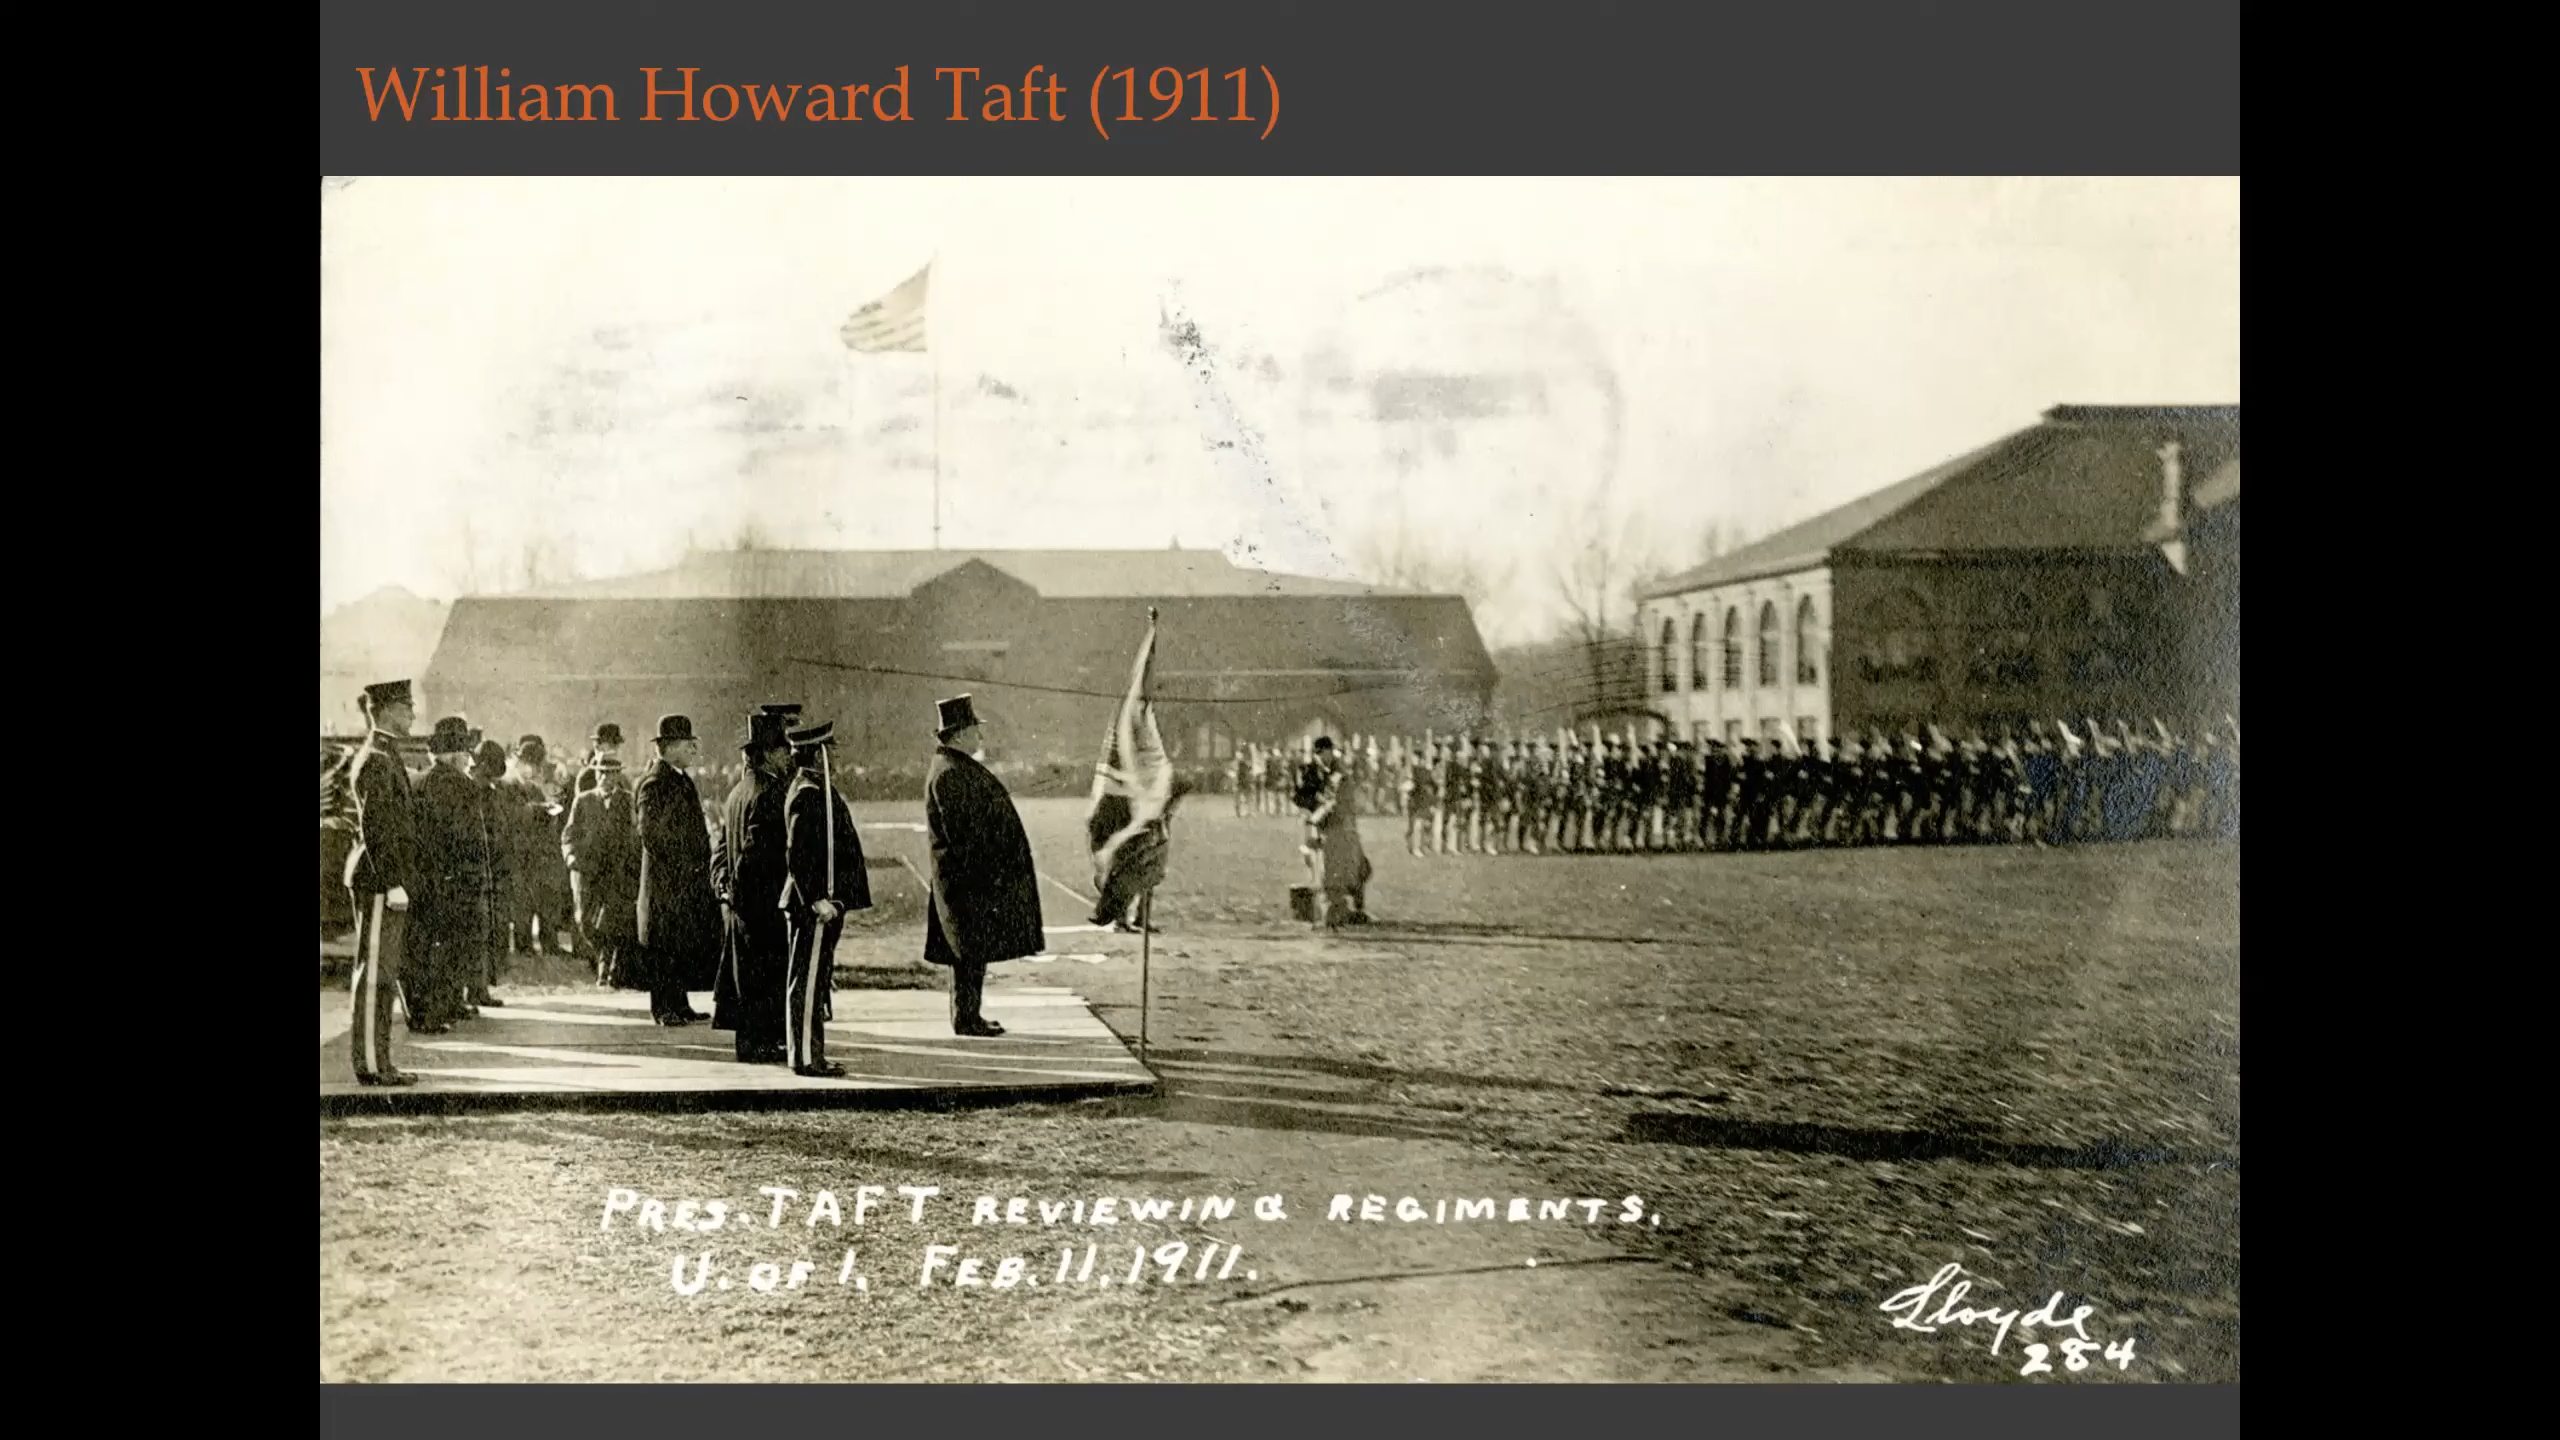 William Howard Taft (1911)
PRES. TAFT REVIEWING REGIMENTS.
U. OF I. FEB. 11, 1911.
Lloyde
284